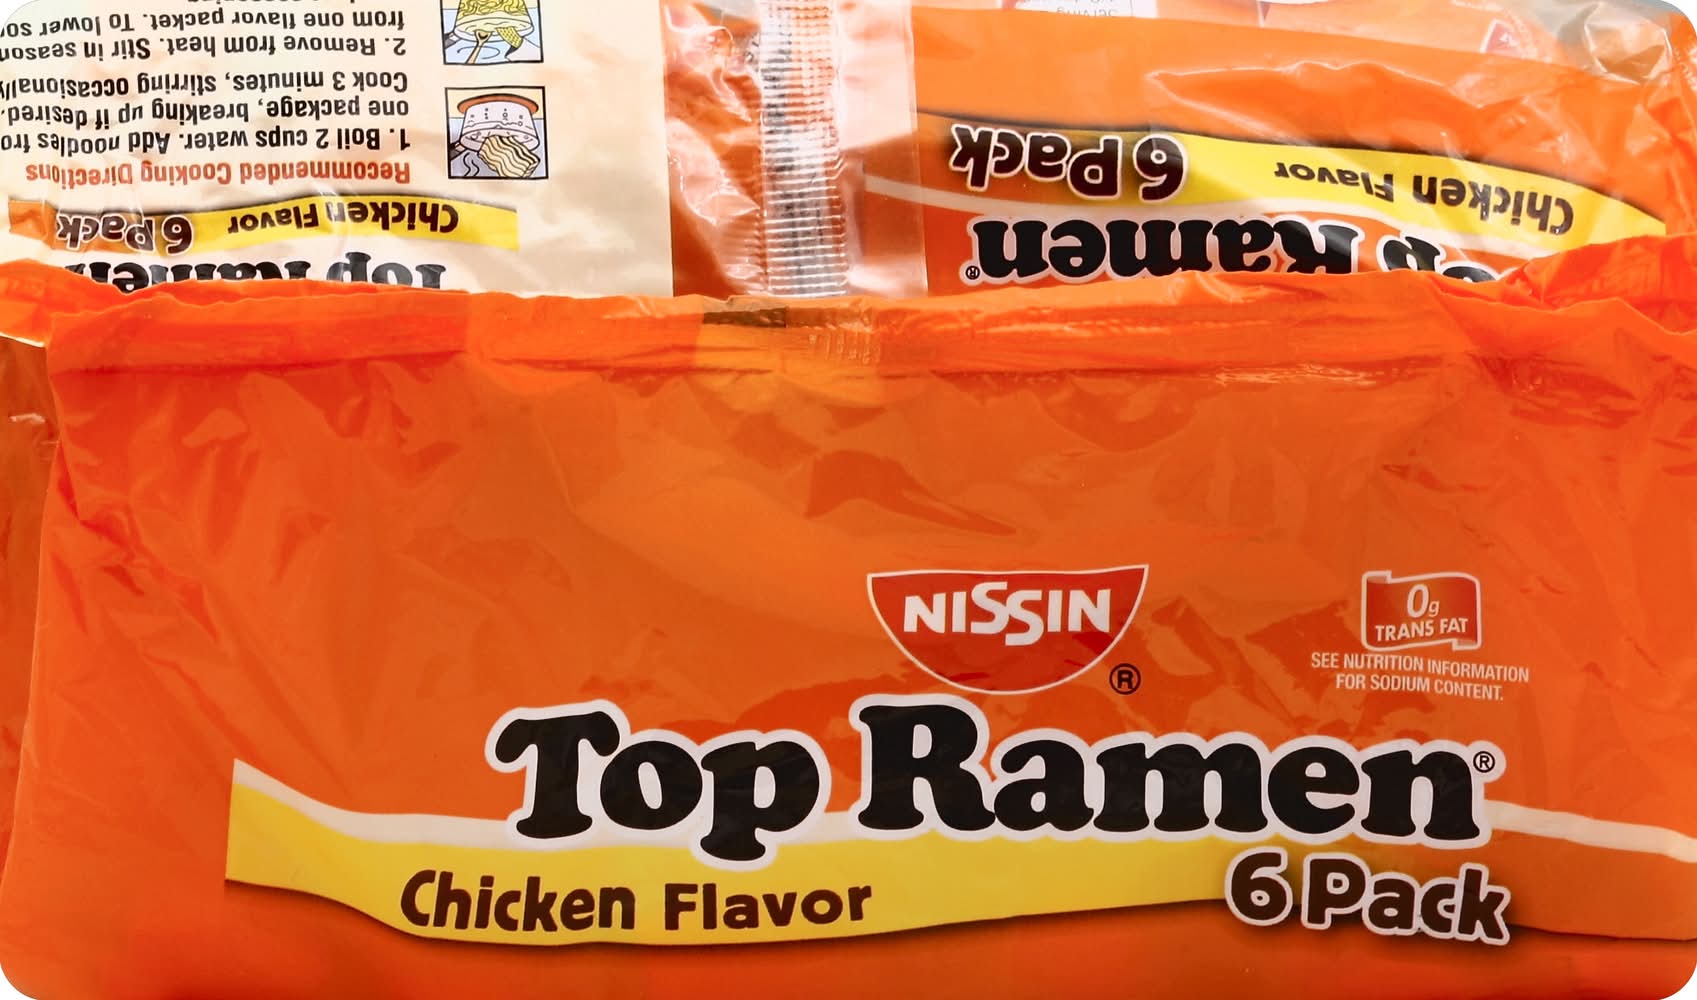 NISSIN
®
0g
TRANS FAT
SEE NUTRITION INFORMATION
FOR SODIUM CONTENT.
Top Ramen®
Chicken Flavor
6 Pack
Top Ramen
Chicken Flavor 6 Pack
Recommended Cooking Directions
1. Boil 2 cups water. Add noodles
one package, breaking up if desired.
Cook 3 minutes, stirring occasionally
2. Remove from heat. Stir in
from one flavor packet. To lower
Ramen®
Chicken Flavor
6 Pack